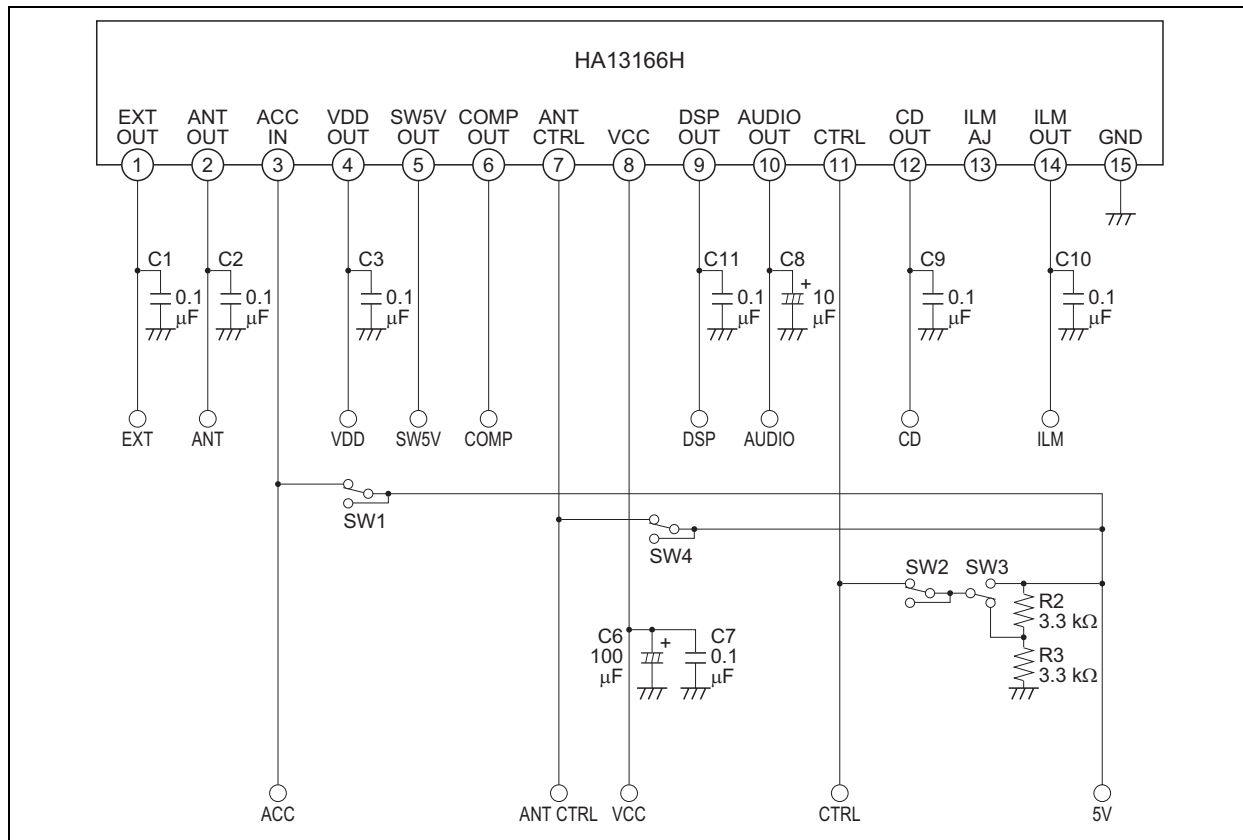 HA13166H
EXT OUT
ANT OUT
ACC IN
VDD OUT
SW5V OUT
COMP OUT
ANT CTRL
VCC
DSP OUT
AUDIO OUT
CTRL
CD OUT
ILM AJ
ILM OUT
GND
1 2 3 4 5 6 7 8 9 10 11 12 13 14 15
C1 0.1 μF
C2 0.1 μF
C3 0.1 μF
C11 0.1 μF
C8 + 10 μF
C9 0.1 μF
C10 0.1 μF
EXT ANT VDD SW5V COMP DSP AUDIO CD ILM
SW1
SW4
SW2 SW3
R2 3.3 kΩ
R3 3.3 kΩ
C6 100 μF +
C7 0.1 μF
ACC ANT CTRL VCC CTRL 5V